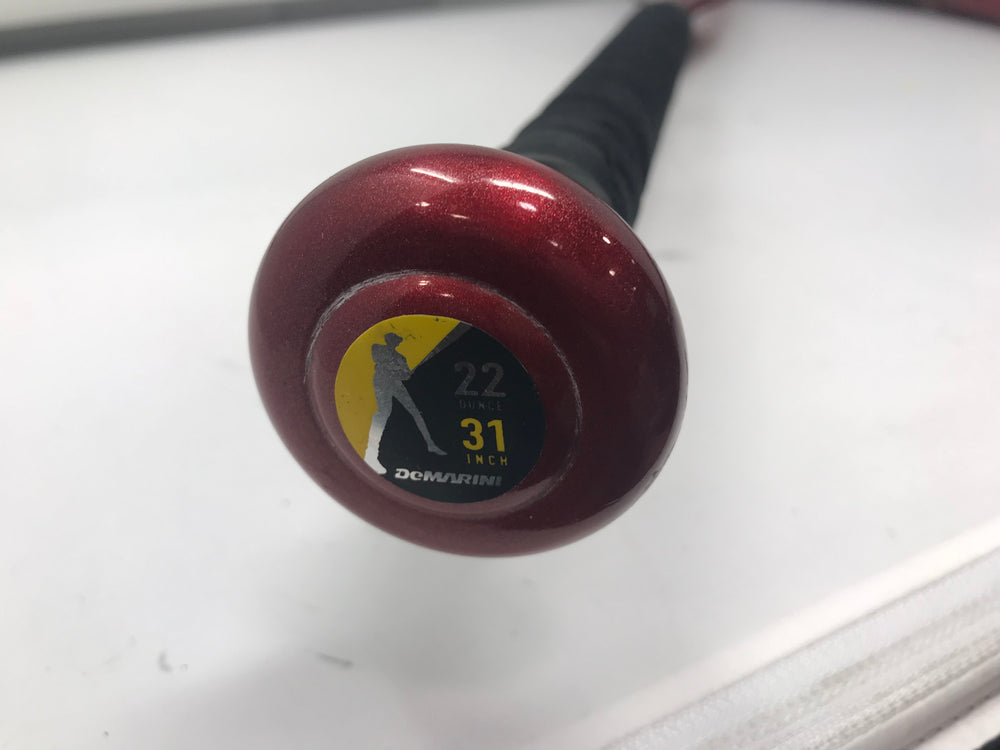 22
OUNCE
31
INCH
DeMARINI